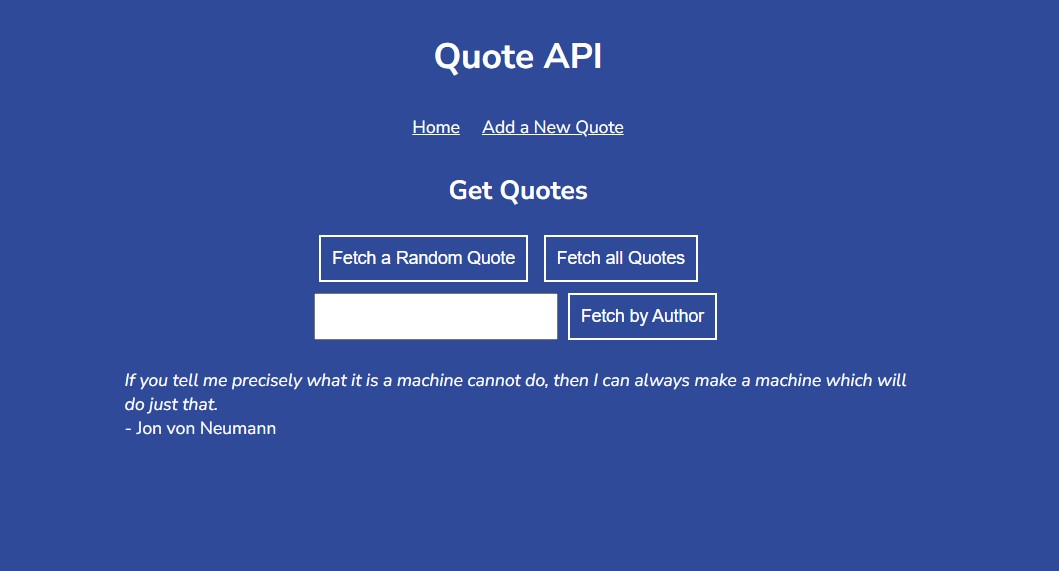 Quote API
Home Add a New Quote
Get Quotes
Fetch a Random Quote Fetch all Quotes
Fetch by Author
If you tell me precisely what it is a machine cannot do, then I can always make a machine which will
do just that.
- Jon von Neumann